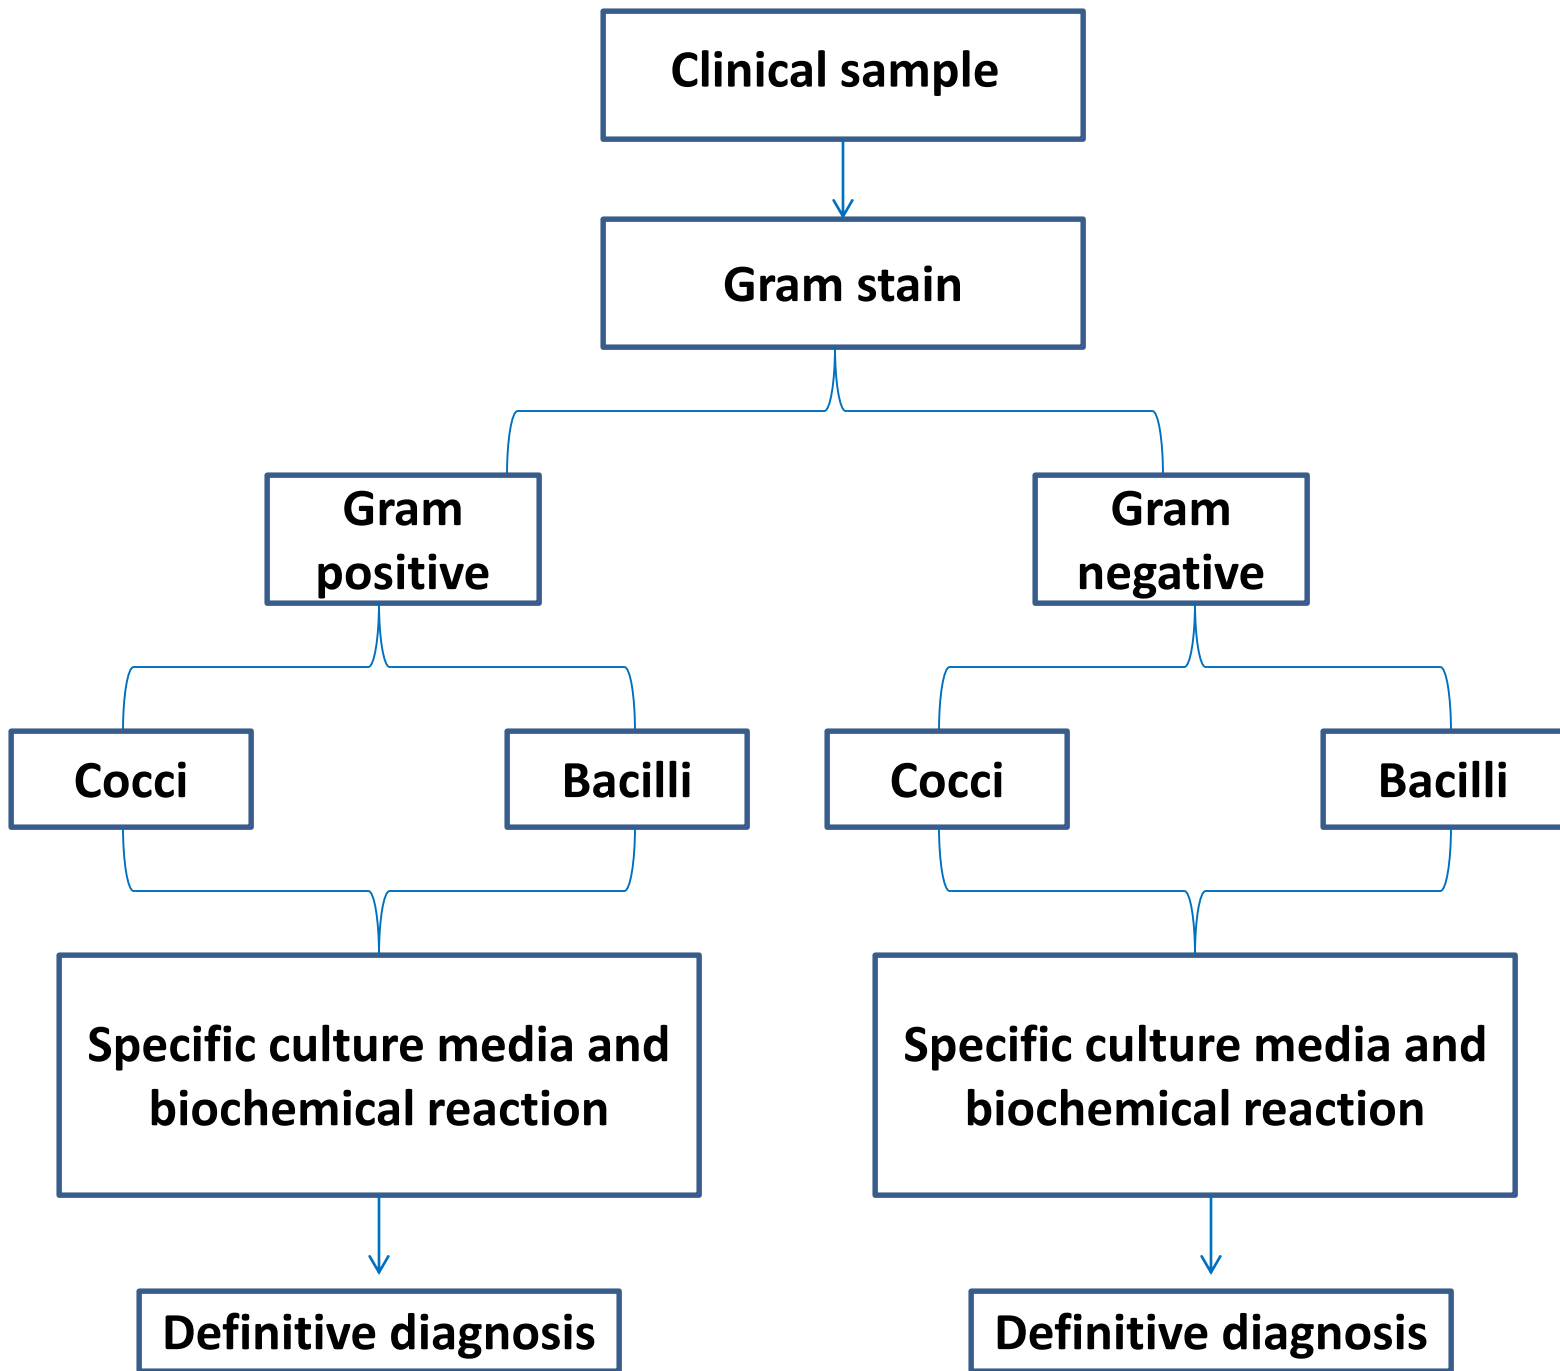 Clinical sample
Gram stain
Gram
positive
Gram
negative
Cocci
Bacilli
Cocci
Bacilli
Specific culture media and
biochemical reaction
Specific culture media and
biochemical reaction
Definitive diagnosis
Definitive diagnosis